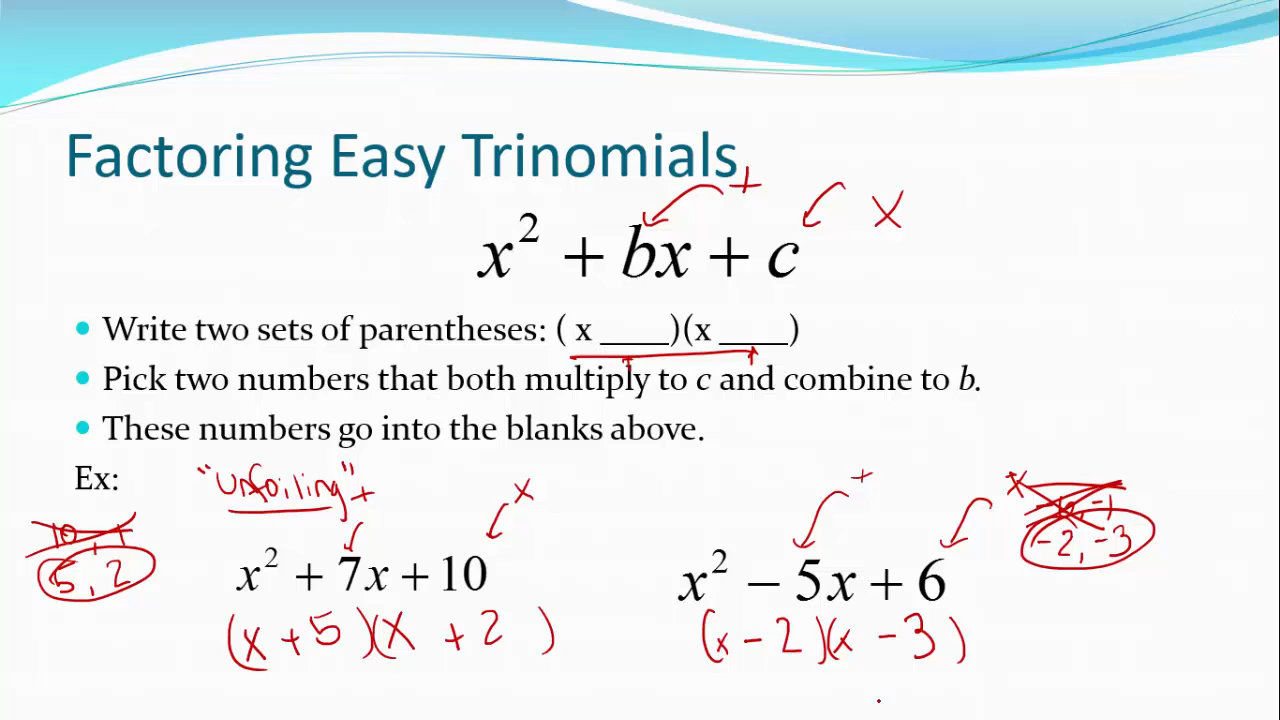 Factoring Easy Trinomials
+
x² + bx + c x
• Write two sets of parentheses: ( x ____)(x ____)
• Pick two numbers that both multiply to c and combine to b.
• These numbers go into the blanks above.
Ex:
"Unfoiling" + x
+ x
10, 1
5, 2
-1
-2, -3
x² + 7x + 10
x² − 5x + 6
(x + 5)(x + 2)
(x - 2)(x - 3)